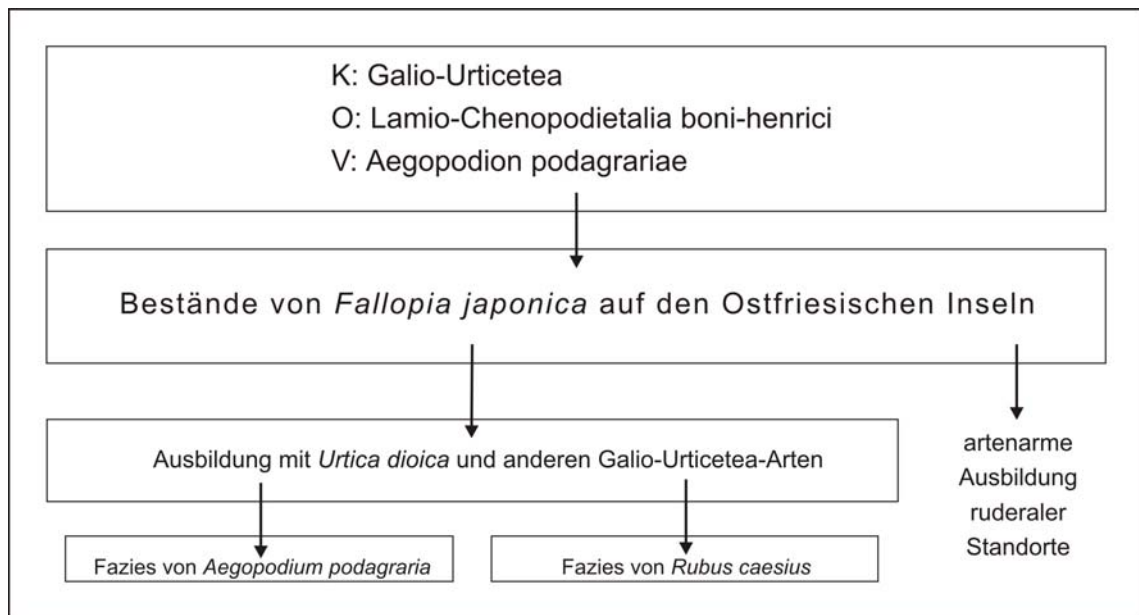 K: Galio-Urticetea
O: Lamio-Chenopodietalia boni-henrici
V: Aegopodion podagrariae
Bestände von Fallopia japonica auf den Ostfriesischen Inseln
Ausbildung mit Urtica dioica und anderen Galio-Urticetea-Arten
artenarme
Ausbildung
ruderaler
Standorte
Fazies von Aegopodium podagraria
Fazies von Rubus caesius